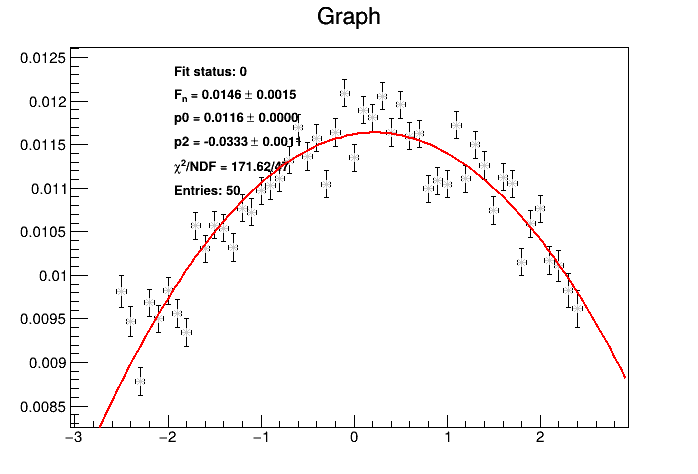 Graph
0.0125
0.012
0.0115
0.011
0.0105
0.01
0.0095
0.009
0.0085
Fit status: 0
Fn = 0.0146 ± 0.0015
p0 = 0.0116 ± 0.0000
p2 = -0.0333 ± 0.0011
χ²/NDF = 171.62/47
Entries: 50
−3 −2 −1 0 1 2